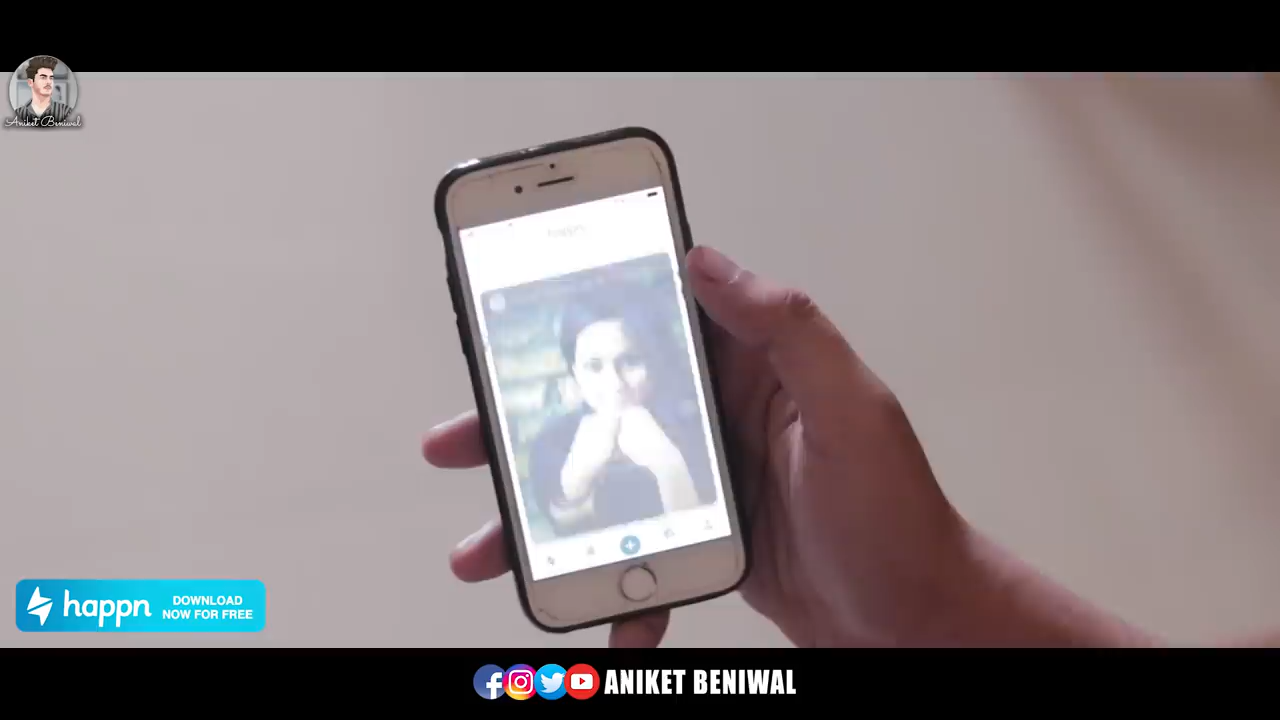 Aniket Beniwal
happn
DOWNLOAD
NOW FOR FREE
ANIKET BENIWAL